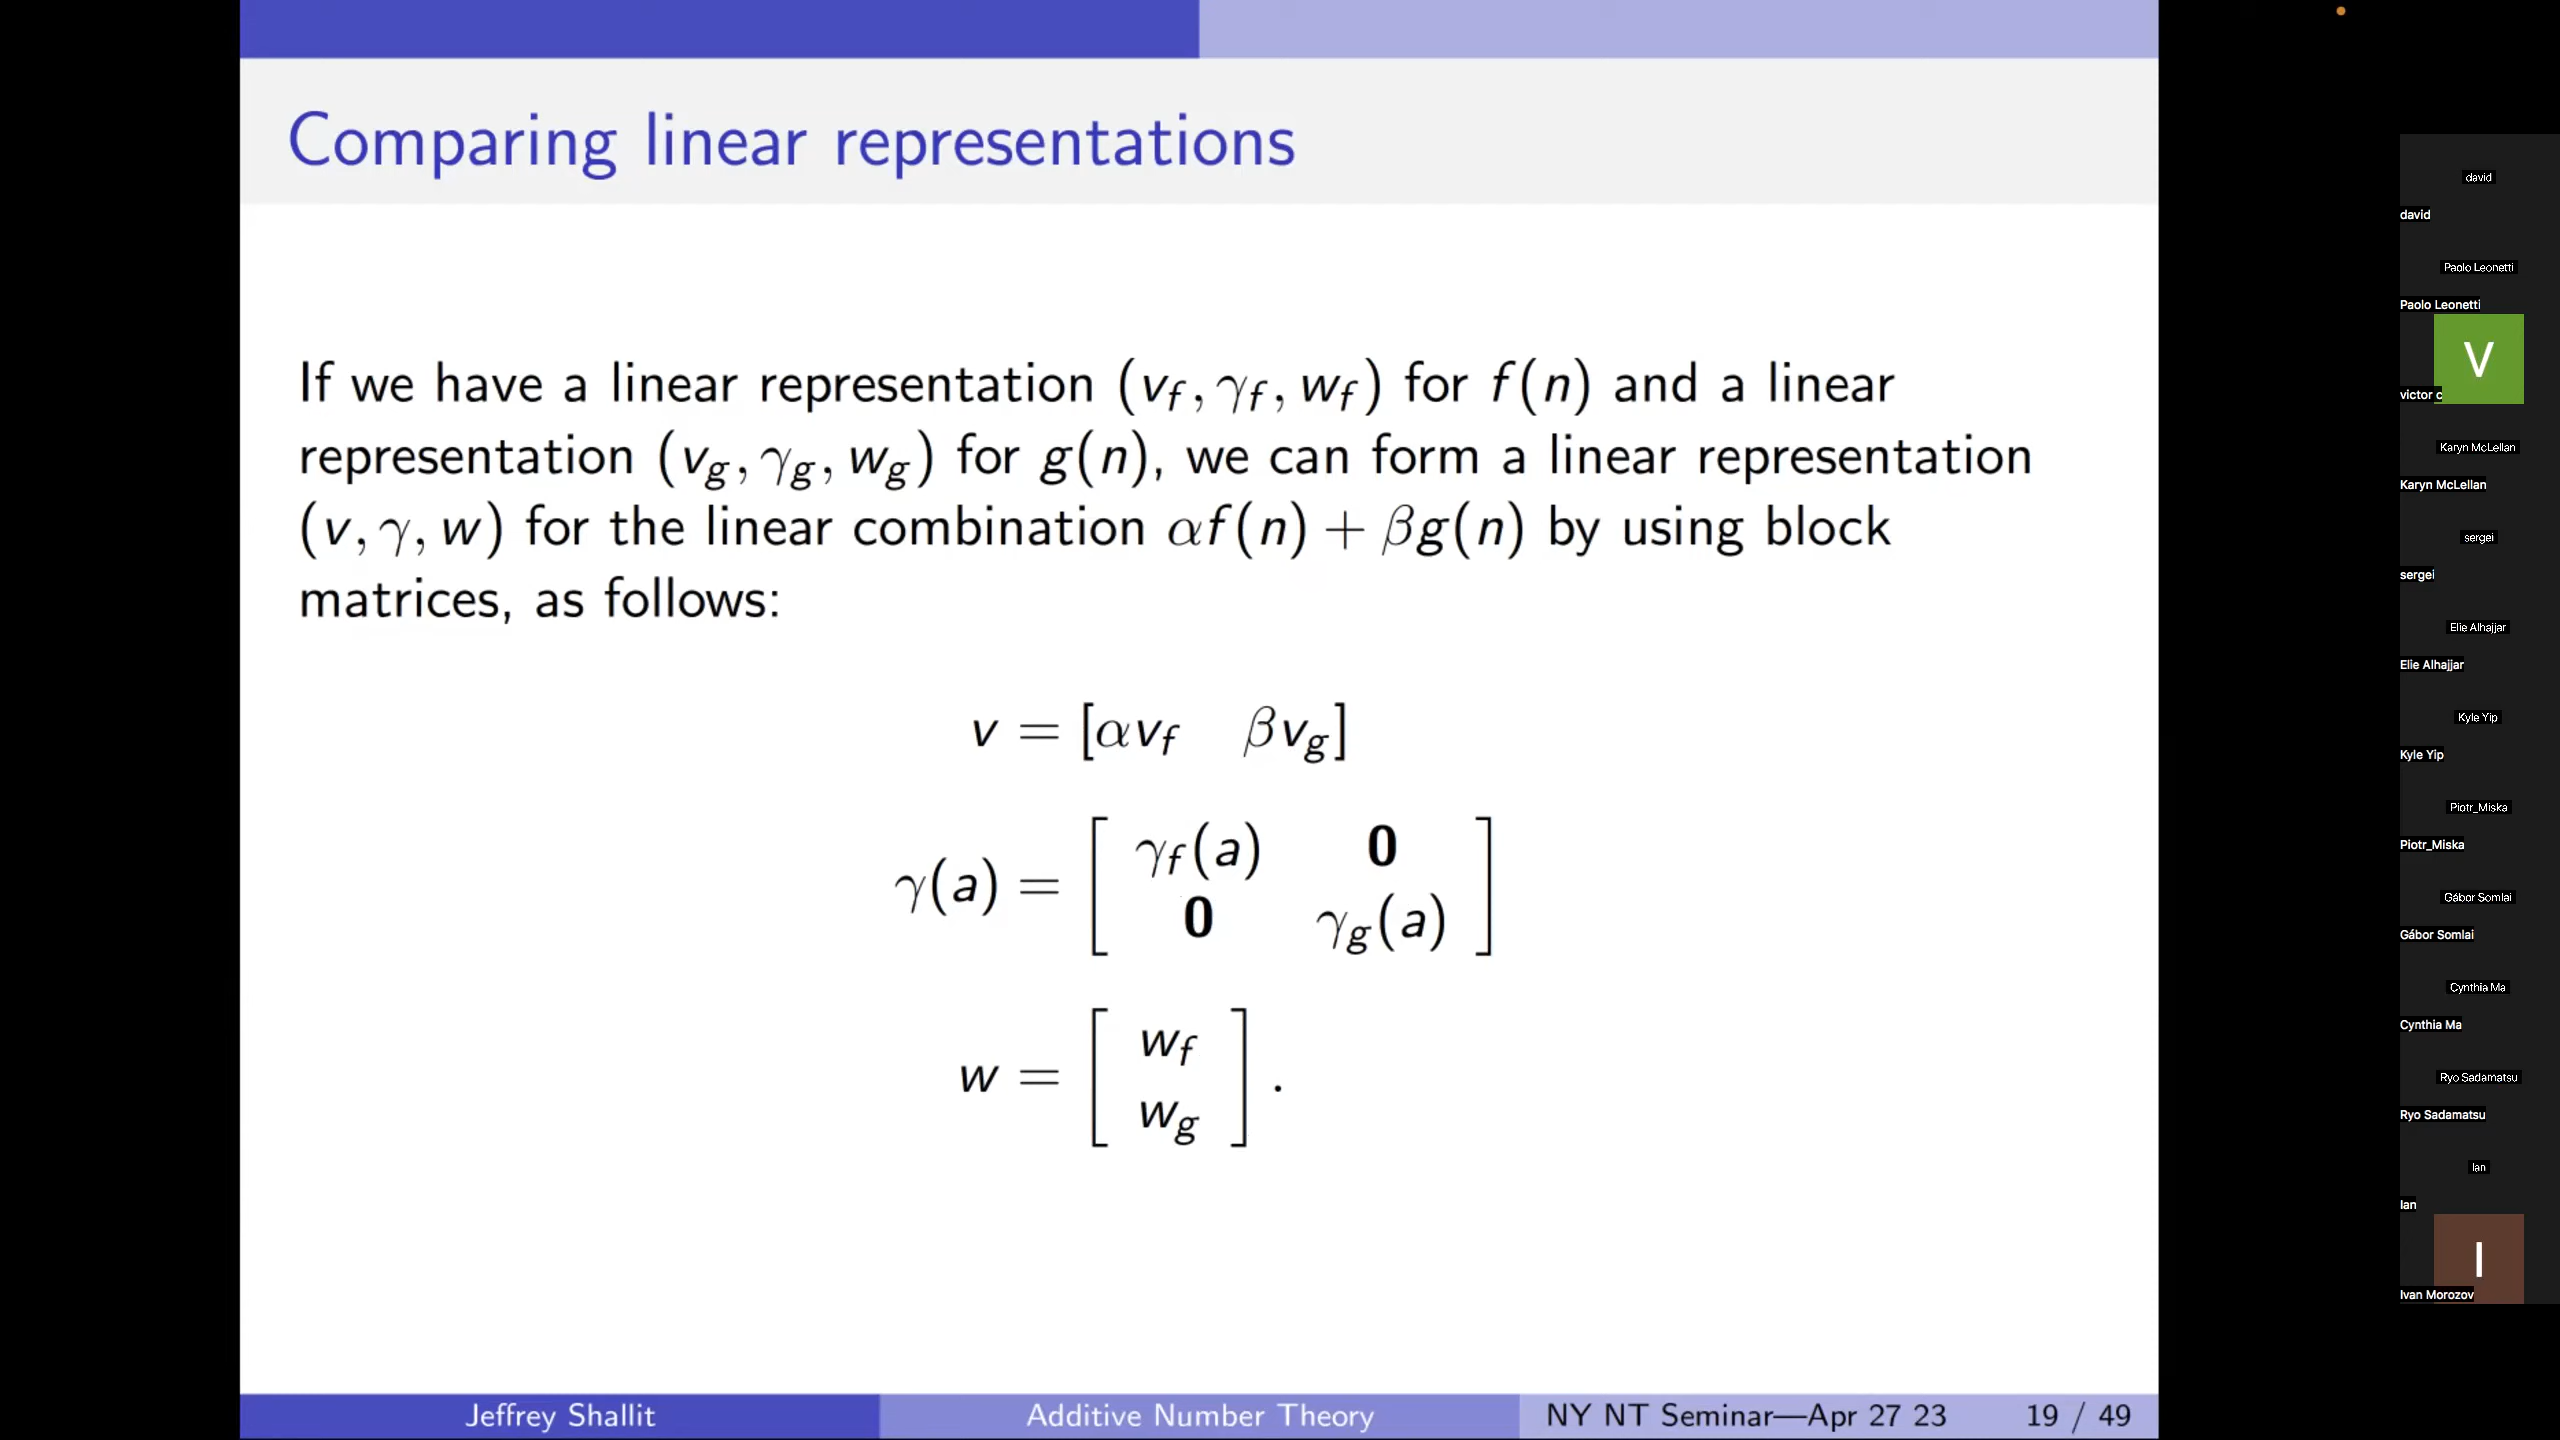 Comparing linear representations
If we have a linear representation (v_f, γ_f, w_f) for f(n) and a linear
representation (v_g, γ_g, w_g) for g(n), we can form a linear representation
(v, γ, w) for the linear combination αf(n) + βg(n) by using block
matrices, as follows:
v = [αv_f βv_g]
γ(a) = [ γ_f(a) 0
0 γ_g(a) ]
w = [ w_f
w_g ] .
Jeffrey Shallit
Additive Number Theory
NY NT Seminar—Apr 27 23 19 / 49
david
david
Paolo Leonetti
Paolo Leonetti
V
victor c
Karyn McLellan
Karyn McLellan
sergei
sergei
Elie Alhajjar
Elie Alhajjar
Kyle Yip
Kyle Yip
Piotr_Miska
Piotr_Miska
Gábor Somlai
Gábor Somlai
Cynthia Ma
Cynthia Ma
Ryo Sadamatsu
Ryo Sadamatsu
Ian
Ian
I
Ivan Morozov